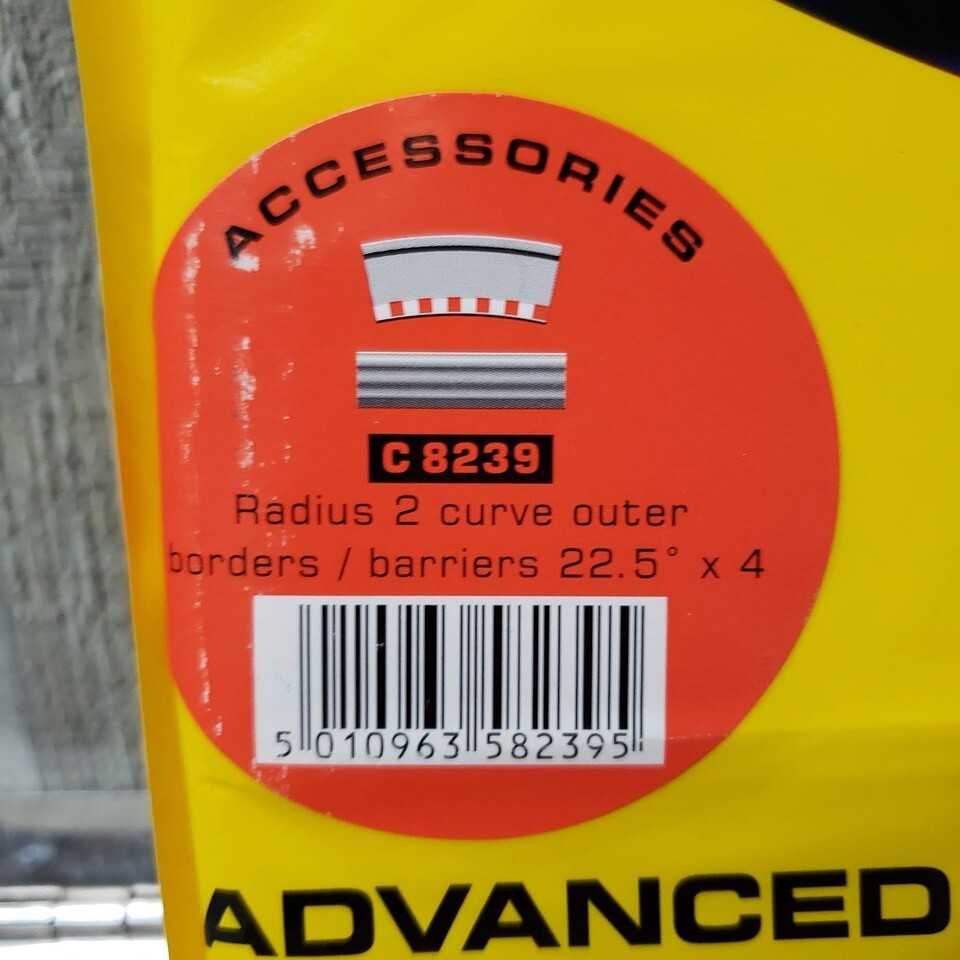 ACCESSORIES
C 8239
Radius 2 curve outer
borders / barriers 22.5° x 4
5 010963 582395
ADVANCED